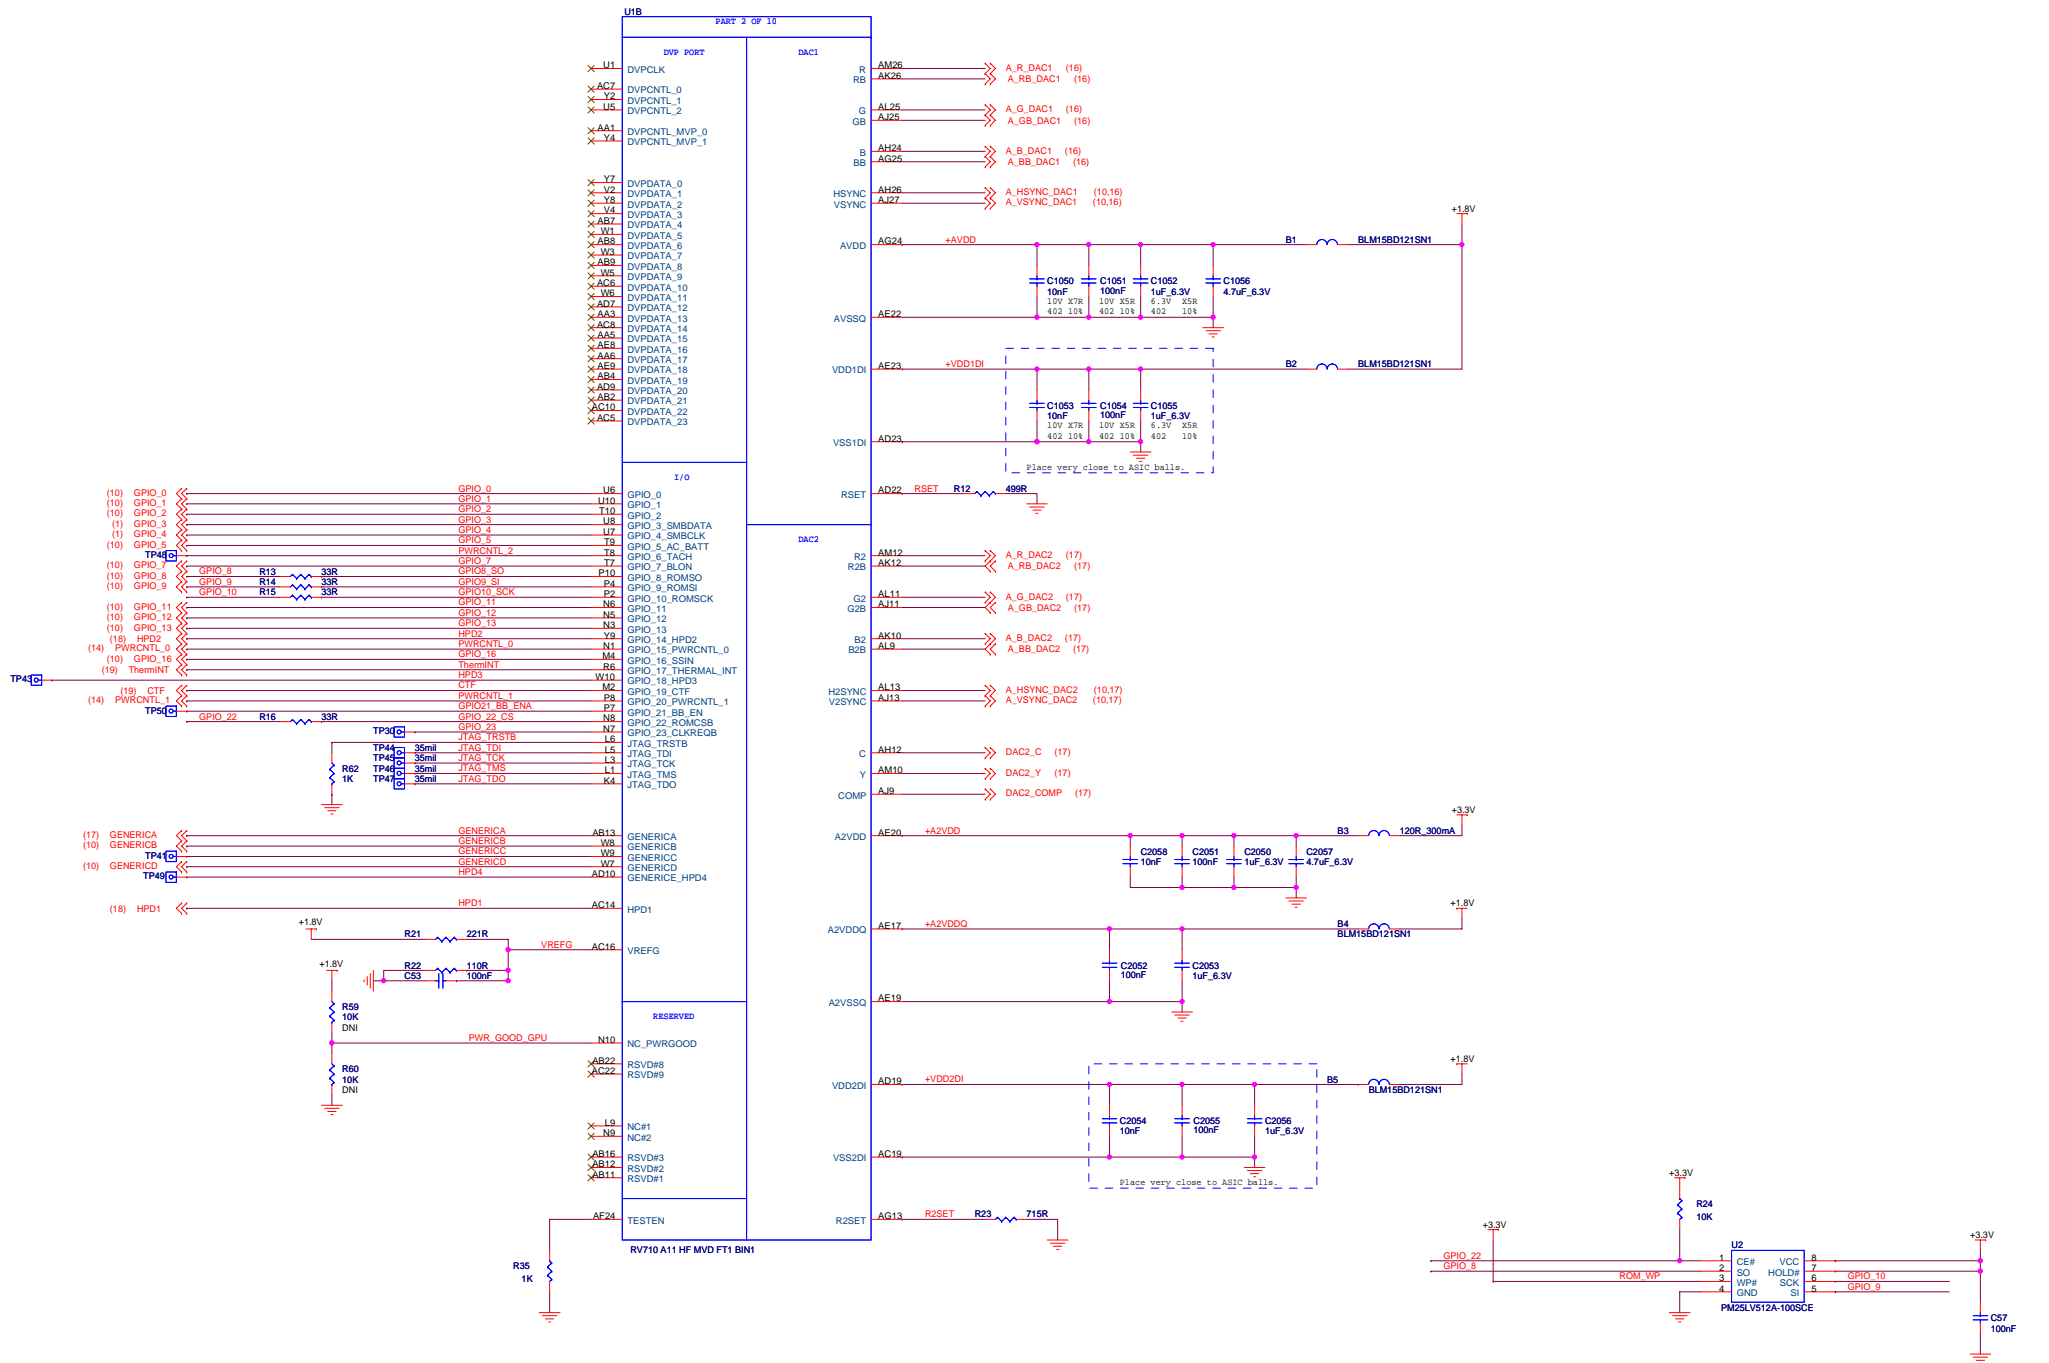 U1B
PART 2 OF 10
DVP PORT
DAC1
U1 DVPCLK
AC7 DVPCNTL_0
Y2 DVPCNTL_1
U5 DVPCNTL_2
AA1 DVPCNTL_MVP_0
Y4 DVPCNTL_MVP_1
Y7 DVPDATA_0
V2 DVPDATA_1
Y8 DVPDATA_2
V4 DVPDATA_3
AB7 DVPDATA_4
W1 DVPDATA_5
AB8 DVPDATA_6
W3 DVPDATA_7
AB9 DVPDATA_8
W5 DVPDATA_9
AC6 DVPDATA_10
W6 DVPDATA_11
AD7 DVPDATA_12
AA3 DVPDATA_13
AC8 DVPDATA_14
AA5 DVPDATA_15
AE8 DVPDATA_16
AA6 DVPDATA_17
AE9 DVPDATA_18
AB4 DVPDATA_19
AD9 DVPDATA_20
AB2 DVPDATA_21
AC10 DVPDATA_22
AC5 DVPDATA_23
R AM26 A_R_DAC1 (16)
RB AK26 A_RB_DAC1 (16)
G AL25 A_G_DAC1 (16)
GB AJ25 A_GB_DAC1 (16)
B AH24 A_B_DAC1 (16)
BB AG25 A_BB_DAC1 (16)
HSYNC AH26 A_HSYNC_DAC1 (10,16)
VSYNC AJ27 A_VSYNC_DAC1 (10,16)
+1.8V
AVDD AG24 +AVDD B1 BLM15BD121SN1
C1050 C1051 C1052 C1056
10nF 100nF 1uF_6.3V 4.7uF_6.3V
10V X7R 10V X5R 6.3V X5R
402 10% 402 10% 402 10%
AVSSQ AE22
VDD1DI AE23 +VDD1DI B2 BLM15BD121SN1
C1053 C1054 C1055
10nF 100nF 1uF_6.3V
10V X7R 10V X5R 6.3V X5R
402 10% 402 10% 402 10%
VSS1DI AD23
Place very close to ASIC balls.
RSET AD22 RSET R12 499R
I/O
(10) GPIO_0 GPIO_0 U6 GPIO_0
(10) GPIO_1 GPIO_1 U10 GPIO_1
(10) GPIO_2 GPIO_2 T10 GPIO_2
(1) GPIO_3 GPIO_3 U8 GPIO_3_SMBDATA
(1) GPIO_4 GPIO_4 U7 GPIO_4_SMBCLK
(10) GPIO_5 GPIO_5 T9 GPIO_5_AC_BATT
TP48 PWRCNTL_2 T8 GPIO_6_TACH
(10) GPIO_7 GPIO_7 T7 GPIO_7_BLON
(10) GPIO_8 GPIO_8 R13 33R GPIO8_SO P10 GPIO_8_ROMSO
(10) GPIO_9 GPIO_9 R14 33R GPIO9_SI P4 GPIO_9_ROMSI
GPIO_10 R15 33R GPIO10_SCK P2 GPIO_10_ROMSCK
(10) GPIO_11 GPIO_11 N6 GPIO_11
(10) GPIO_12 GPIO_12 N5 GPIO_12
(10) GPIO_13 GPIO_13 N3 GPIO_13
(18) HPD2 HPD2 Y9 GPIO_14_HPD2
(14) PWRCNTL_0 PWRCNTL_0 N1 GPIO_15_PWRCNTL_0
(10) GPIO_16 GPIO_16 M4 GPIO_16_SSIN
(19) ThermINT ThermINT R6 GPIO_17_THERMAL_INT
TP43 HPD3 W10 GPIO_18_HPD3
(19) CTF CTF M2 GPIO_19_CTF
(14) PWRCNTL_1 PWRCNTL_1 P8 GPIO_20_PWRCNTL_1
TP50 GPIO21_BB_ENA P7 GPIO_21_BB_EN
GPIO_22 R16 33R GPIO_22_CS N8 GPIO_22_ROMCSB
TP30 GPIO_23 N7 GPIO_23_CLKREQB
JTAG_TRSTB L6 JTAG_TRSTB
TP44 35mil JTAG_TDI L5 JTAG_TDI
TP45 35mil JTAG_TCK L3 JTAG_TCK
TP46 35mil JTAG_TMS L1 JTAG_TMS
TP47 35mil JTAG_TDO K4 JTAG_TDO
R62
1K
DAC2
R2 AM12 A_R_DAC2 (17)
R2B AK12 A_RB_DAC2 (17)
G2 AL11 A_G_DAC2 (17)
G2B AJ11 A_GB_DAC2 (17)
B2 AK10 A_B_DAC2 (17)
B2B AL9 A_BB_DAC2 (17)
H2SYNC AL13 A_HSYNC_DAC2 (10,17)
V2SYNC AJ13 A_VSYNC_DAC2 (10,17)
C AH12 DAC2_C (17)
Y AM10 DAC2_Y (17)
COMP AJ9 DAC2_COMP (17)
(17) GENERICA GENERICA AB13 GENERICA
(10) GENERICB GENERICB W8 GENERICB
TP41 GENERICC W9 GENERICC
(10) GENERICD GENERICD W7 GENERICD
TP49 HPD4 AD10 GENERICE_HPD4
(18) HPD1 HPD1 AC14 HPD1
+3.3V
A2VDD AE20 +A2VDD B3 120R_300mA
C2058 C2051 C2050 C2057
10nF 100nF 1uF_6.3V 4.7uF_6.3V
+1.8V
A2VDDQ AE17 +A2VDDQ B4
BLM15BD121SN1
C2052 C2053
100nF 1uF_6.3V
A2VSSQ AE19
+1.8V
R21 221R
VREFG AC16 VREFG
R22 110R
C53 100nF
+1.8V
R59
10K
DNI
RESERVED
PWR_GOOD_GPU N10 NC_PWRGOOD
R60
10K
DNI
AB22 RSVD#8
AC22 RSVD#9
L9 NC#1
N9 NC#2
AB16 RSVD#3
AB12 RSVD#2
AB11 RSVD#1
AF24 TESTEN
R35
1K
+1.8V
VDD2DI AD19 +VDD2DI B5
BLM15BD121SN1
C2054 C2055 C2056
10nF 100nF 1uF_6.3V
VSS2DI AC19
Place very close to ASIC balls.
R2SET AG13 R2SET R23 715R
RV710 A11 HF MVD FT1 BIN1
+3.3V
R24
10K
+3.3V
+3.3V
U2
GPIO_22 1 CE# VCC 8
GPIO_8 2 SO HOLD# 7
ROM_WP 3 WP# SCK 6 GPIO_10
4 GND SI 5 GPIO_9
PM25LV512A-100SCE
C57
100nF